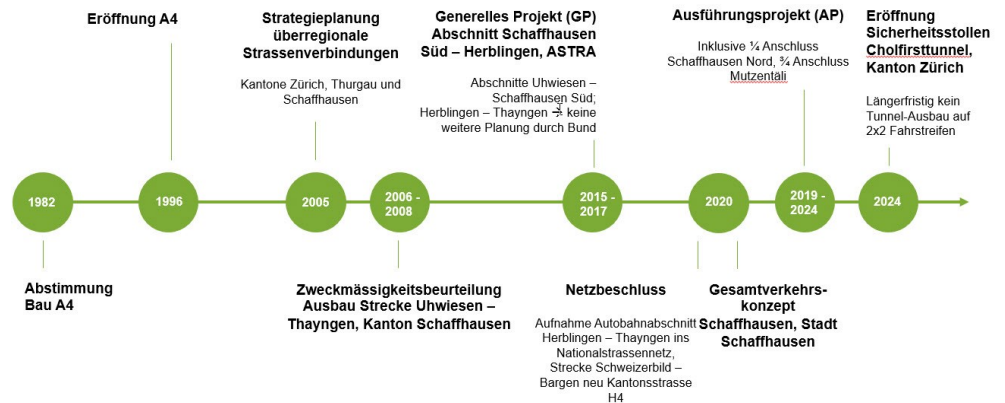 Eröffnung A4
Strategieplanung
überregionale
Strassenverbindungen
Kantone Zürich, Thurgau und
Schaffhausen
Generelles Projekt (GP)
Abschnitt Schaffhausen
Süd – Herblingen, ASTRA
Abschnitte Uhwiesen –
Schaffhausen Süd;
Herblingen – Thayngen → keine
weitere Planung durch Bund
Ausführungsprojekt (AP)
Inklusive ¼ Anschluss
Schaffhausen Nord, ¾ Anschluss
Mutzentäli
Eröffnung
Sicherheitsstollen
Cholfirsttunnel,
Kanton Zürich
Längerfristig kein
Tunnel-Ausbau auf
2x2 Fahrstreifen
1982
1996
2005
2006 -
2008
2015 -
2017
2020
2019 -
2024
2024
Abstimmung
Bau A4
Zweckmässigkeitsbeurteilung
Ausbau Strecke Uhwiesen –
Thayngen, Kanton Schaffhausen
Netzbeschluss
Aufnahme Autobahnabschnitt
Herblingen – Thayngen ins
Nationalstrassennetz,
Strecke Schweizerbild –
Bargen neu Kantonsstrasse
H4
Gesamtverkehrs-
konzept
Schaffhausen, Stadt
Schaffhausen